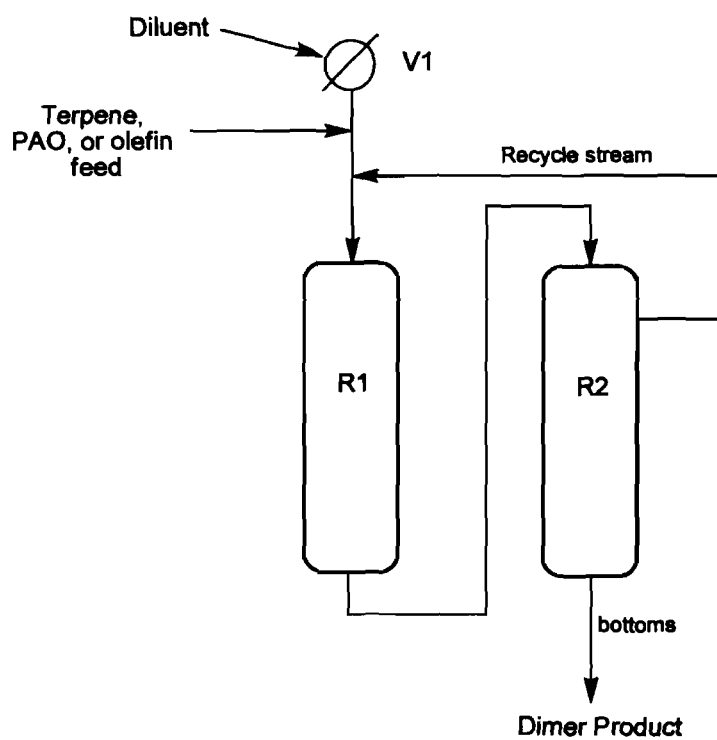 Diluent
V1
Terpene,
PAO, or olefin
feed
Recycle stream
R1
R2
bottoms
Dimer Product